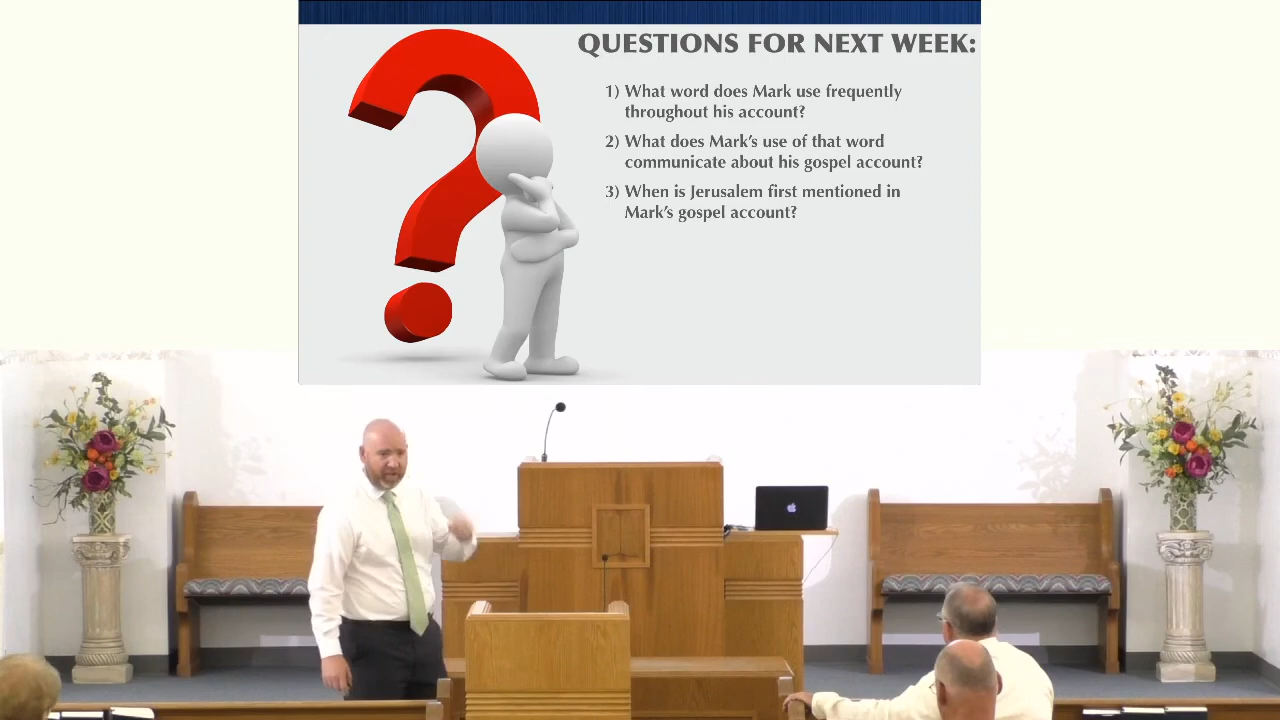 QUESTIONS FOR NEXT WEEK:
1) What word does Mark use frequently
throughout his account?
2) What does Mark's use of that word
communicate about his gospel account?
3) When is Jerusalem first mentioned in
Mark's gospel account?